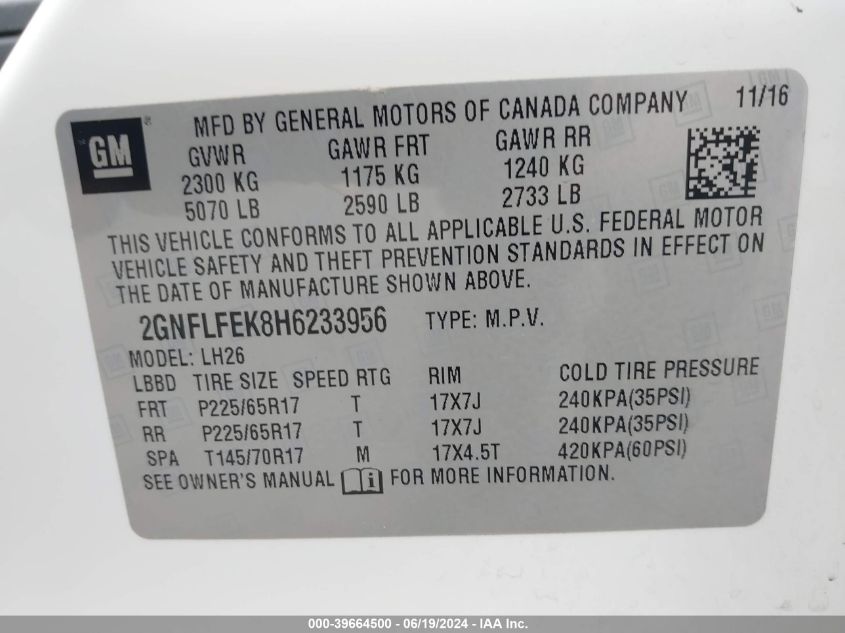 GM®
MFD BY GENERAL MOTORS OF CANADA COMPANY 11/16
GVWR GAWR FRT GAWR RR
2300 KG 1175 KG 1240 KG
5070 LB 2590 LB 2733 LB
THIS VEHICLE CONFORMS TO ALL APPLICABLE U.S. FEDERAL MOTOR
VEHICLE SAFETY AND THEFT PREVENTION STANDARDS IN EFFECT ON
THE DATE OF MANUFACTURE SHOWN ABOVE.
2GNFLFEK8H6233956 TYPE: M.P.V.
MODEL: LH26
LBBD TIRE SIZE SPEED RTG RIM COLD TIRE PRESSURE
FRT P225/65R17 T 17X7J 240KPA(35PSI)
RR P225/65R17 T 17X7J 240KPA(35PSI)
SPA T145/70R17 M 17X4.5T 420KPA(60PSI)
SEE OWNER'S MANUAL i FOR MORE INFORMATION.
000-39664500 - 06/19/2024 - IAA Inc.